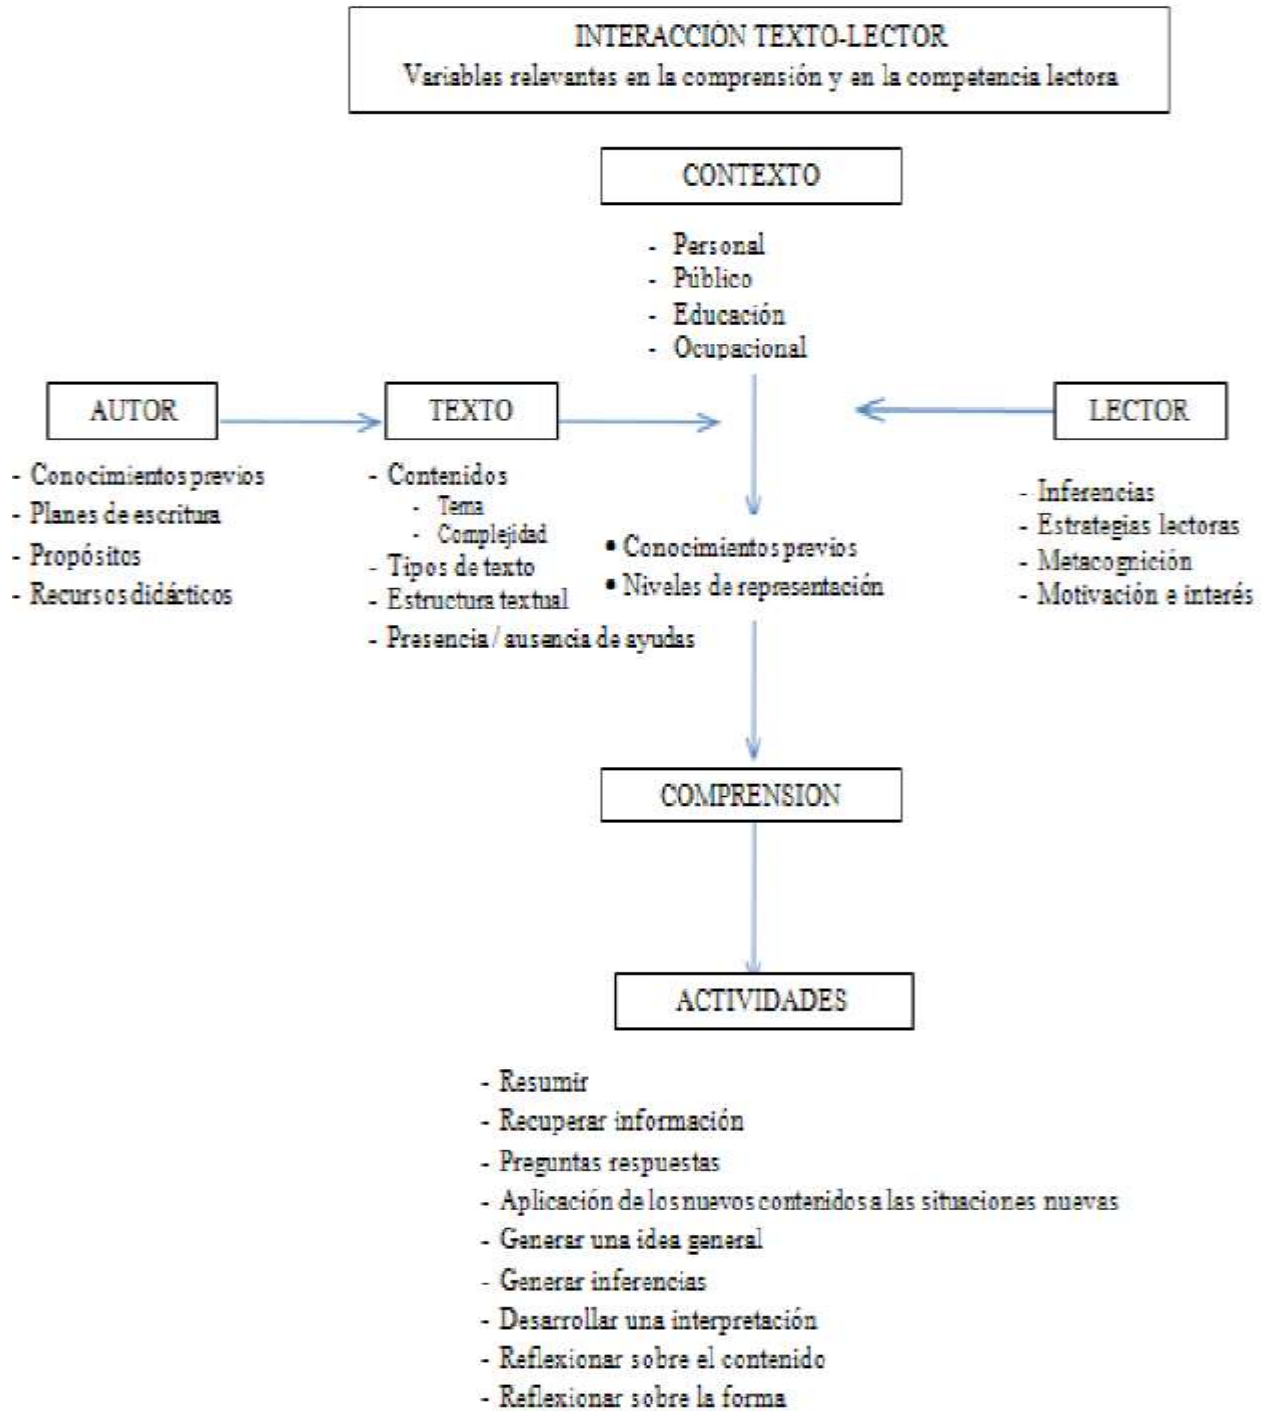 INTERACCIÓN TEXTO-LECTOR
Variables relevantes en la comprensión y en la competencia lectora
CONTEXTO
- Personal
- Público
- Educación
- Ocupacional
AUTOR
- Conocimientos previos
- Planes de escritura
- Propósitos
- Recursos didácticos
TEXTO
- Contenidos
- Tema
- Complejidad
- Tipos de texto
- Estructura textual
- Presencia / ausencia de ayudas
• Conocimientos previos
• Niveles de representación
LECTOR
- Inferencias
- Estrategias lectoras
- Metacognición
- Motivación e interés
COMPRENSION
ACTIVIDADES
- Resumir
- Recuperar información
- Preguntas respuestas
- Aplicación de los nuevos contenidos a las situaciones nuevas
- Generar una idea general
- Generar inferencias
- Desarrollar una interpretación
- Reflexionar sobre el contenido
- Reflexionar sobre la forma